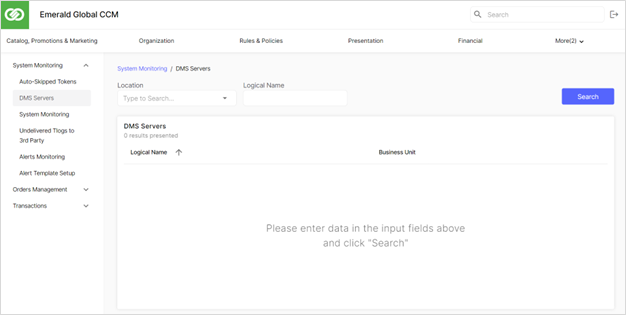 Emerald Global CCM
Search
Catalog, Promotions & Marketing
Organization
Rules & Policies
Presentation
Financial
More(2)
System Monitoring
Auto-Skipped Tokens
DMS Servers
System Monitoring
Undelivered Tlogs to
3rd Party
Alerts Monitoring
Alert Template Setup
Orders Management
Transactions
System Monitoring / DMS Servers
Location
Logical Name
Type to Search...
Search
DMS Servers
0 results presented
Logical Name
Business Unit
Please enter data in the input fields above
and click "Search"